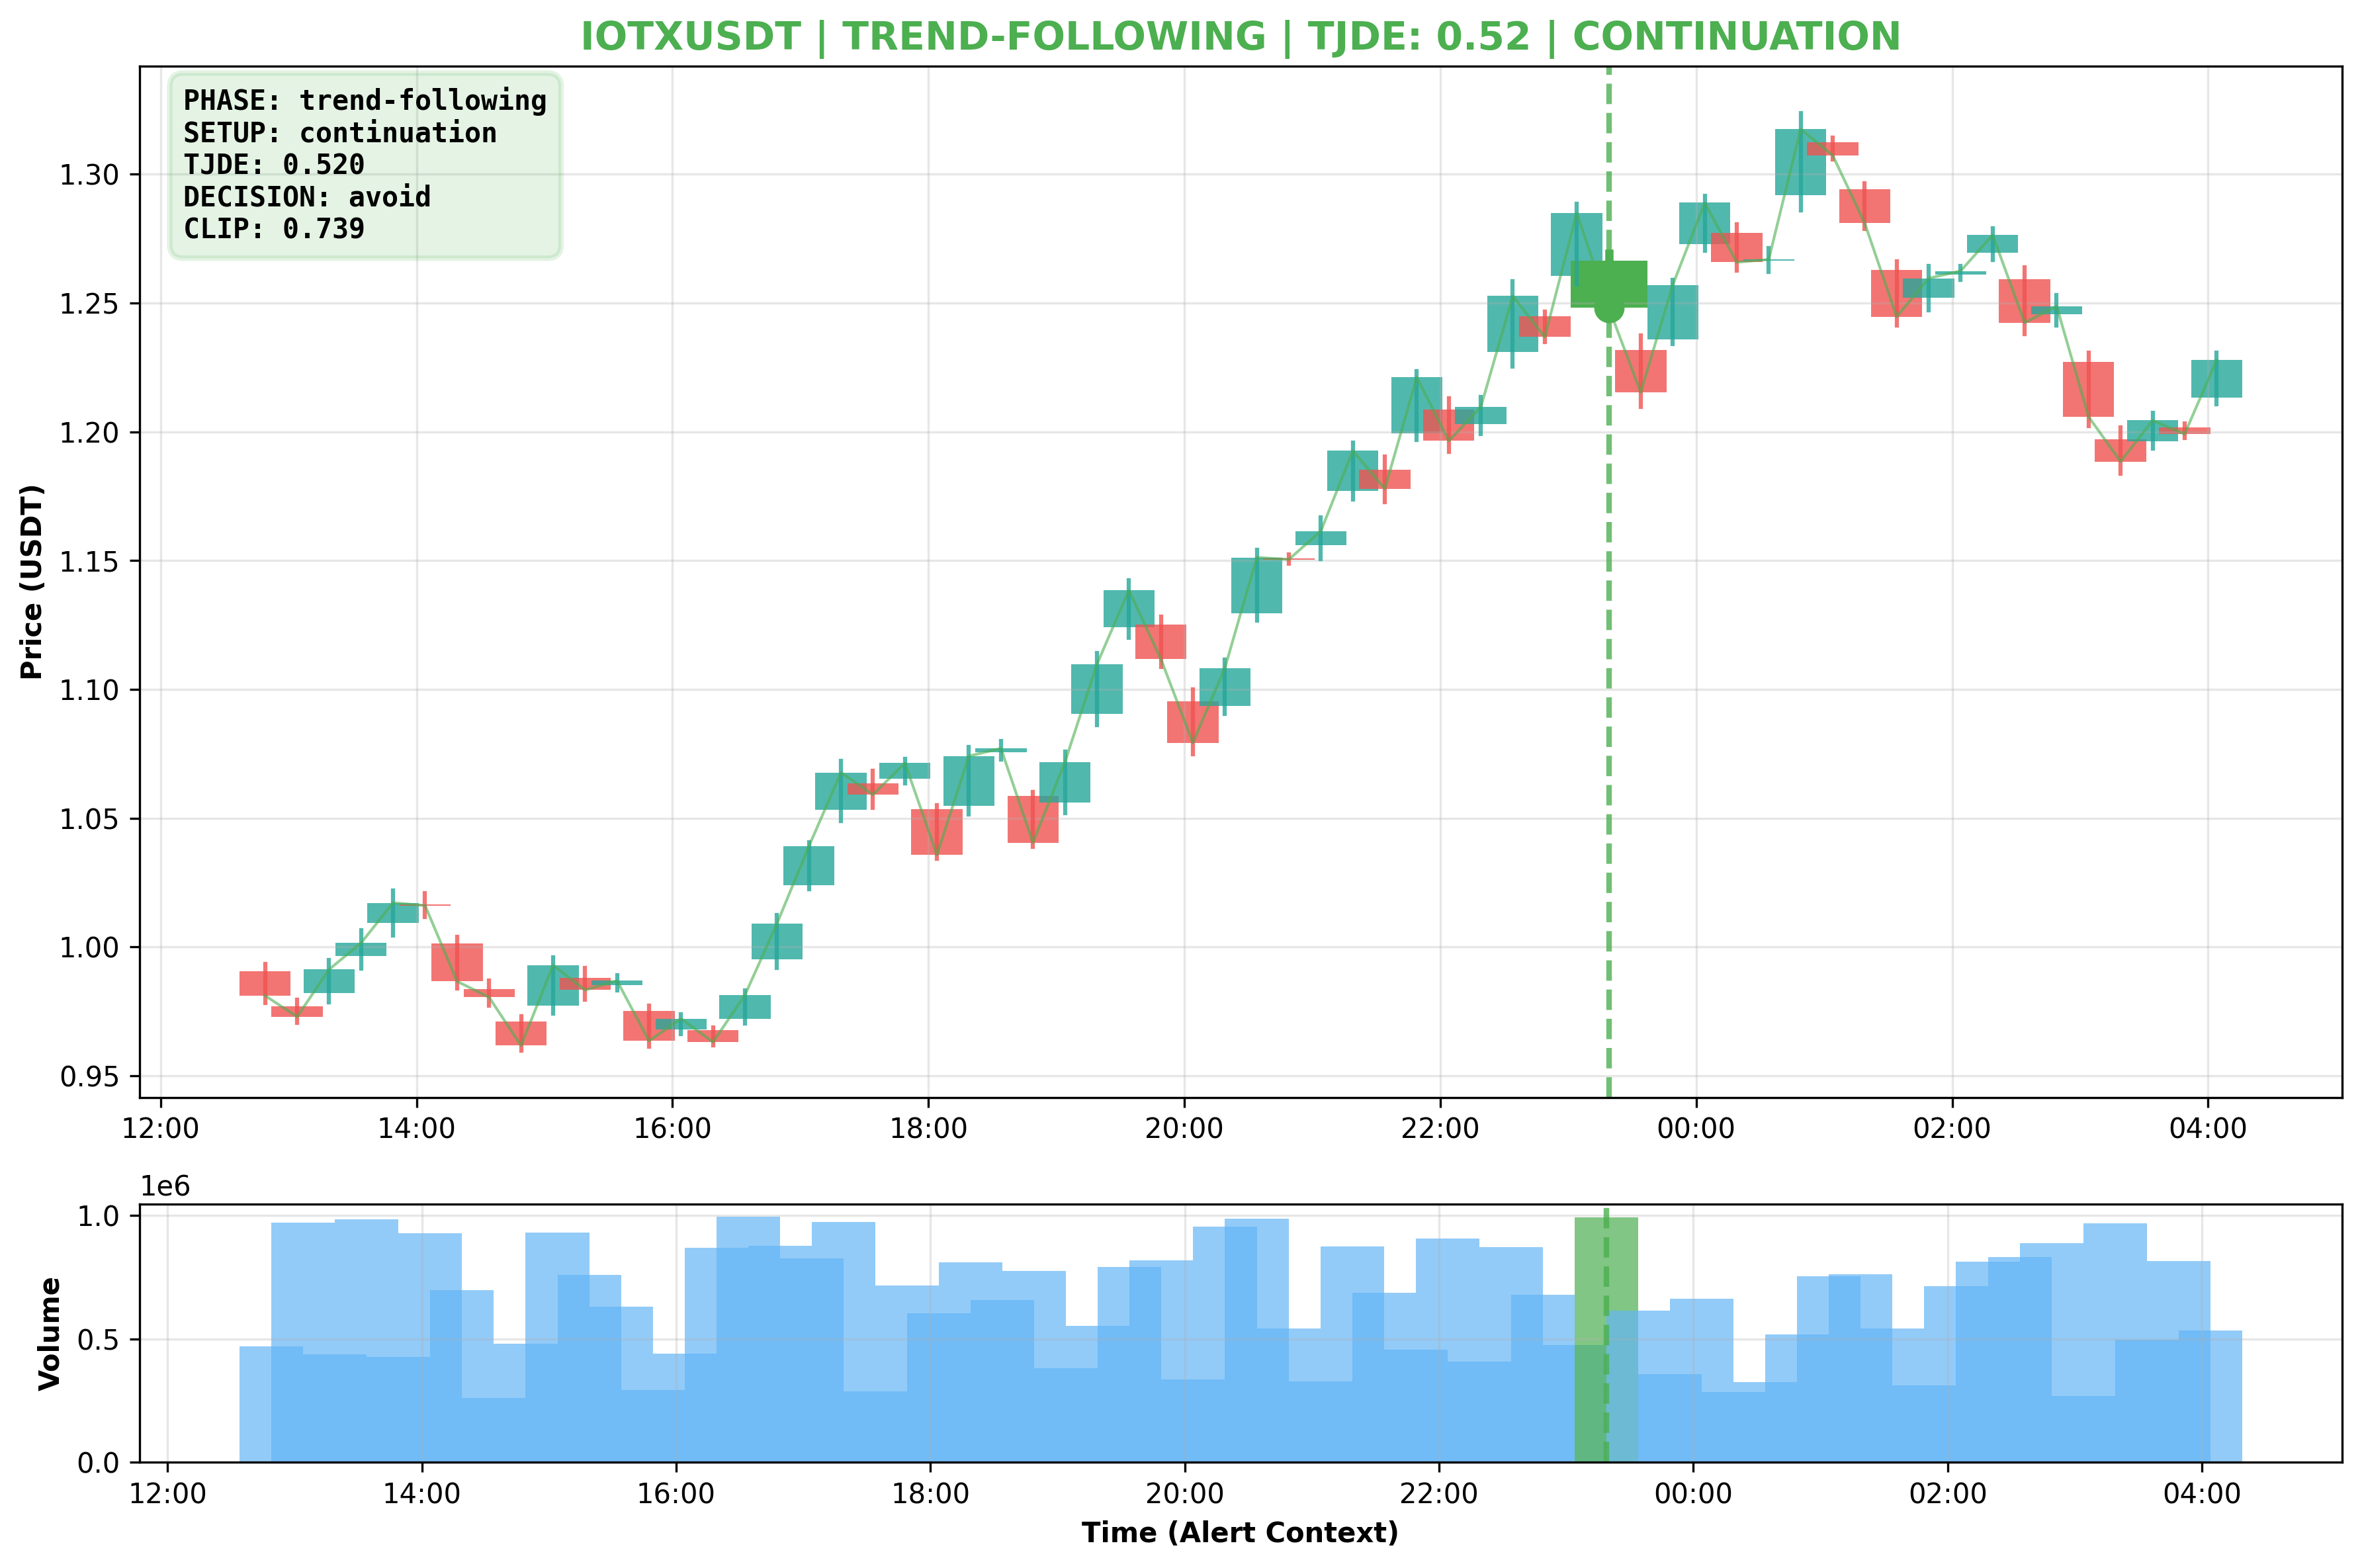 IOTXUSDT | TREND-FOLLOWING | TJDE: 0.52 | CONTINUATION
PHASE: trend-following
SETUP: continuation
TJDE: 0.520
DECISION: avoid
CLIP: 0.739
Price (USDT)
1.30
1.25
1.20
1.15
1.10
1.05
1.00
0.95
12:00 14:00 16:00 18:00 20:00 22:00 00:00 02:00 04:00
1e6
Volume
1.0
0.5
0.0
12:00 14:00 16:00 18:00 20:00 22:00 00:00 02:00 04:00
Time (Alert Context)